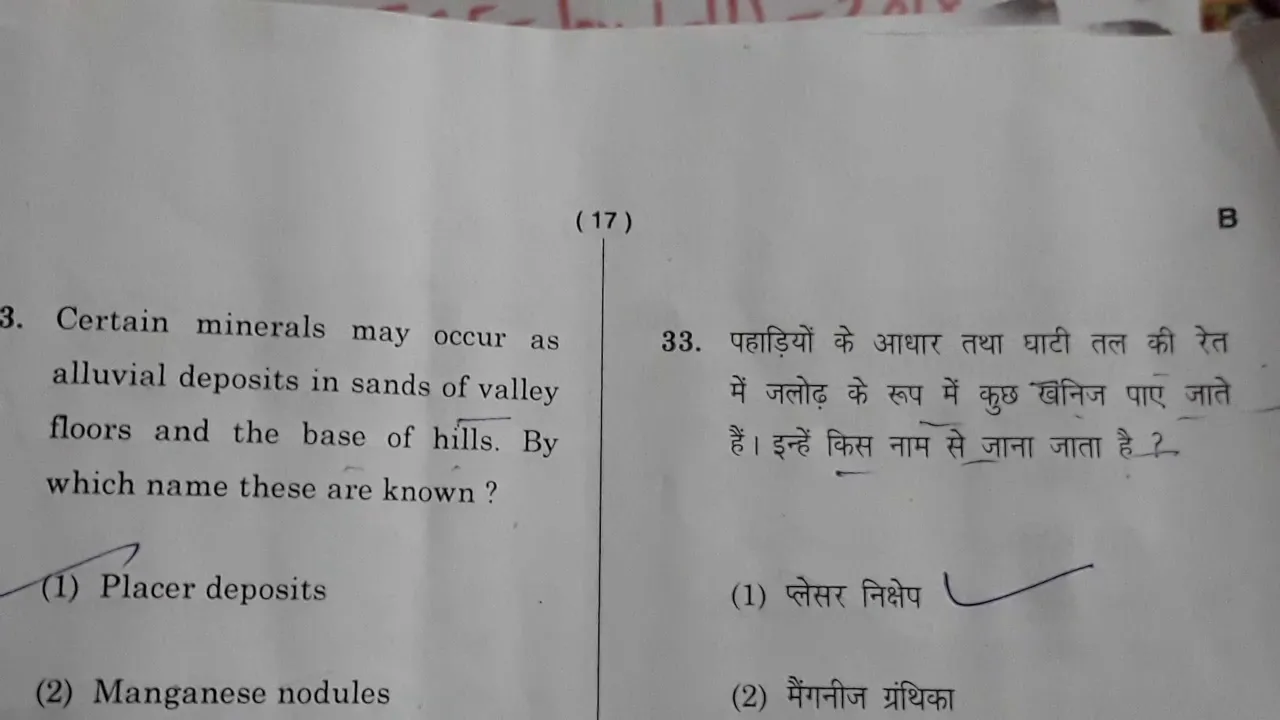 ( 17 )
B
3. Certain minerals may occur as
alluvial deposits in sands of valley
floors and the base of hills. By
which name these are known ?
(1) Placer deposits
(2) Manganese nodules
33. पहाड़ियों के आधार तथा घाटी तल की रेत
में जलोढ़ के रूप में कुछ खनिज पाए जाते
हैं। इन्हें किस नाम से जाना जाता है ?
(1) प्लेसर निक्षेप
(2) मैंगनीज ग्रंथिका